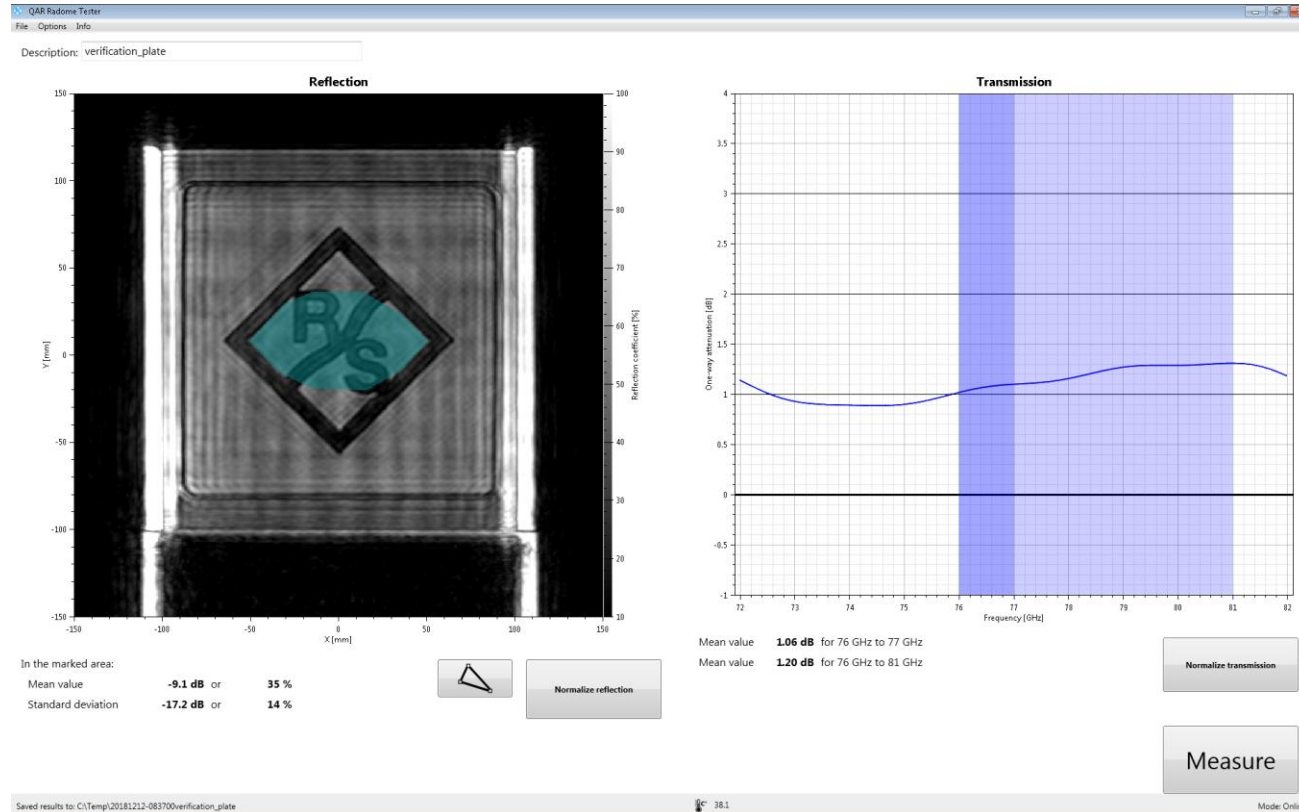 QAR Radome Tester
File Options Info
Description: verification_plate
Reflection
150
100
50
0
-50
-100
-150
Y [mm]
-150 -100 -50 0 50 100 150
X [mm]
R/S
100
90
80
70
60
50
40
30
20
10
Reflection coefficient [%]
In the marked area:
Mean value -9.1 dB or 35 %
Standard deviation -17.2 dB or 14 %
Normalize reflection
Transmission
4
3.5
3
2.5
2
1.5
1
0.5
0
-0.5
-1
One-way attenuation [dB]
72 73 74 75 76 77 78 79 80 81 82
Frequency [GHz]
Mean value 1.06 dB for 76 GHz to 77 GHz
Mean value 1.20 dB for 76 GHz to 81 GHz
Normalize transmission
Measure
Saved results to: C:\Temp\20181212-083700verification_plate
°C 38.1
Mode: Onli